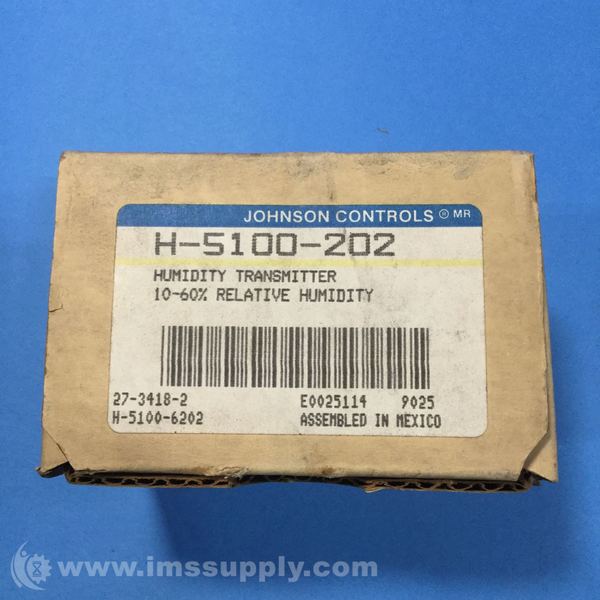 JOHNSON CONTROLS ® MR
H-5100-202
HUMIDITY TRANSMITTER
10-60% RELATIVE HUMIDITY
27-3418-2 E0025114 9025
H-5100-6202 ASSEMBLED IN MEXICO
www.imssupply.com